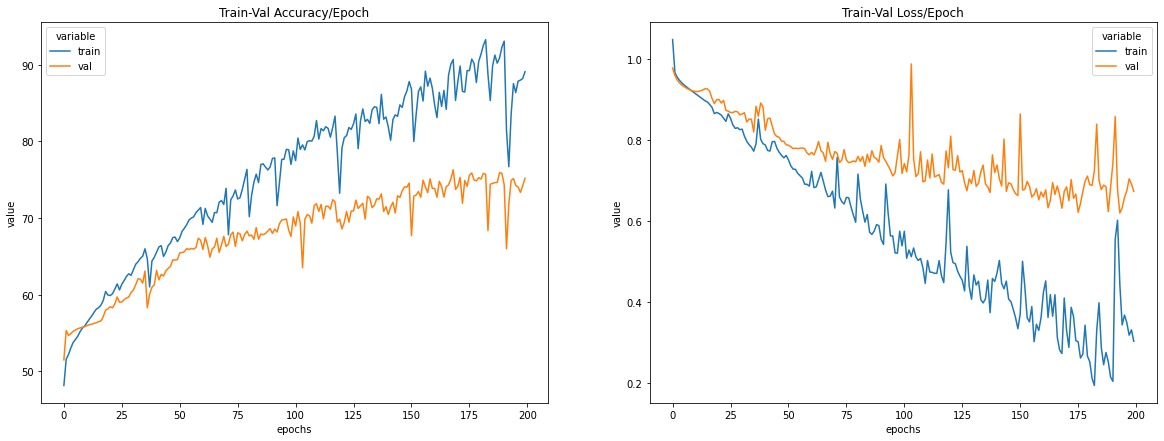 Train-Val Accuracy/Epoch
variable
train
val
value
90
80
70
60
50
0
25
50
75
100
125
150
175
200
epochs
Train-Val Loss/Epoch
variable
train
val
value
1.0
0.8
0.6
0.4
0.2
0
25
50
75
100
125
150
175
200
epochs